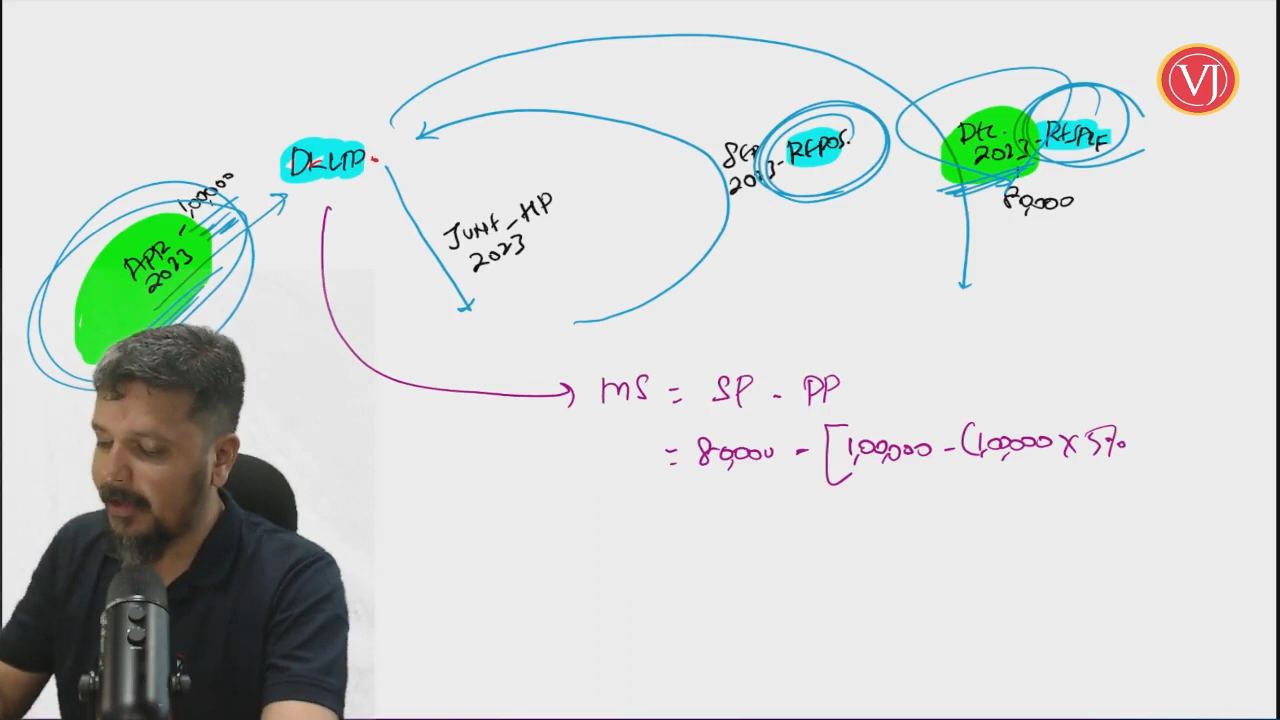 VJ
DKLTD.
APR - 1,00,000
2023
JUNE - HP
2023
SEP
2023 - REPOS.
DEC.
2023 - RESALE
80,000
MS = SP - PP
= 80,000 - [1,00,000 - (1,00,000 x 5%